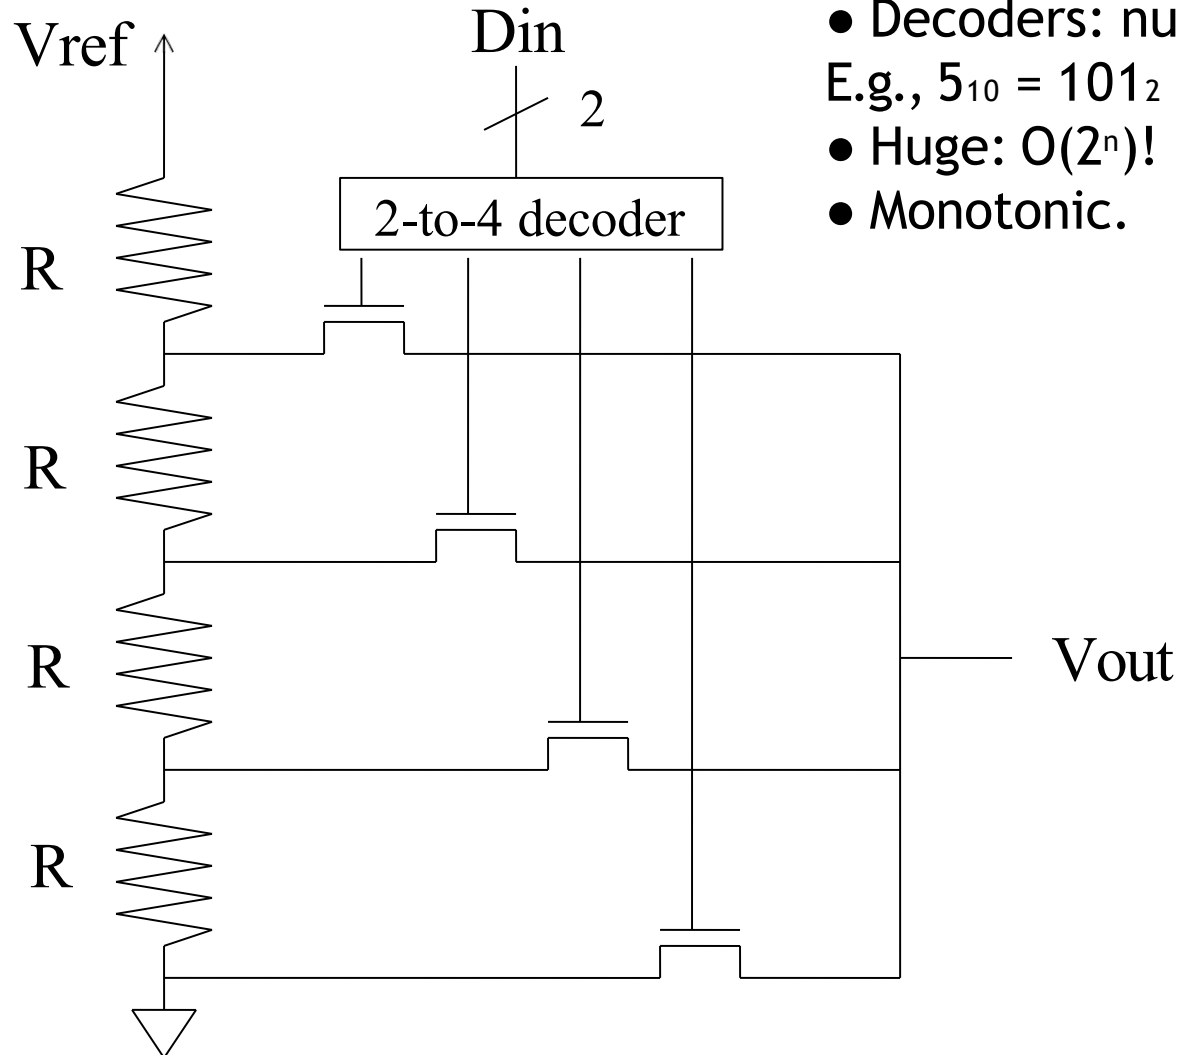 Vref
Din
2
2-to-4 decoder
R
R
R
R
Vout
● Decoders: nu
E.g., 5₁₀ = 101₂
● Huge: O(2ⁿ)!
● Monotonic.